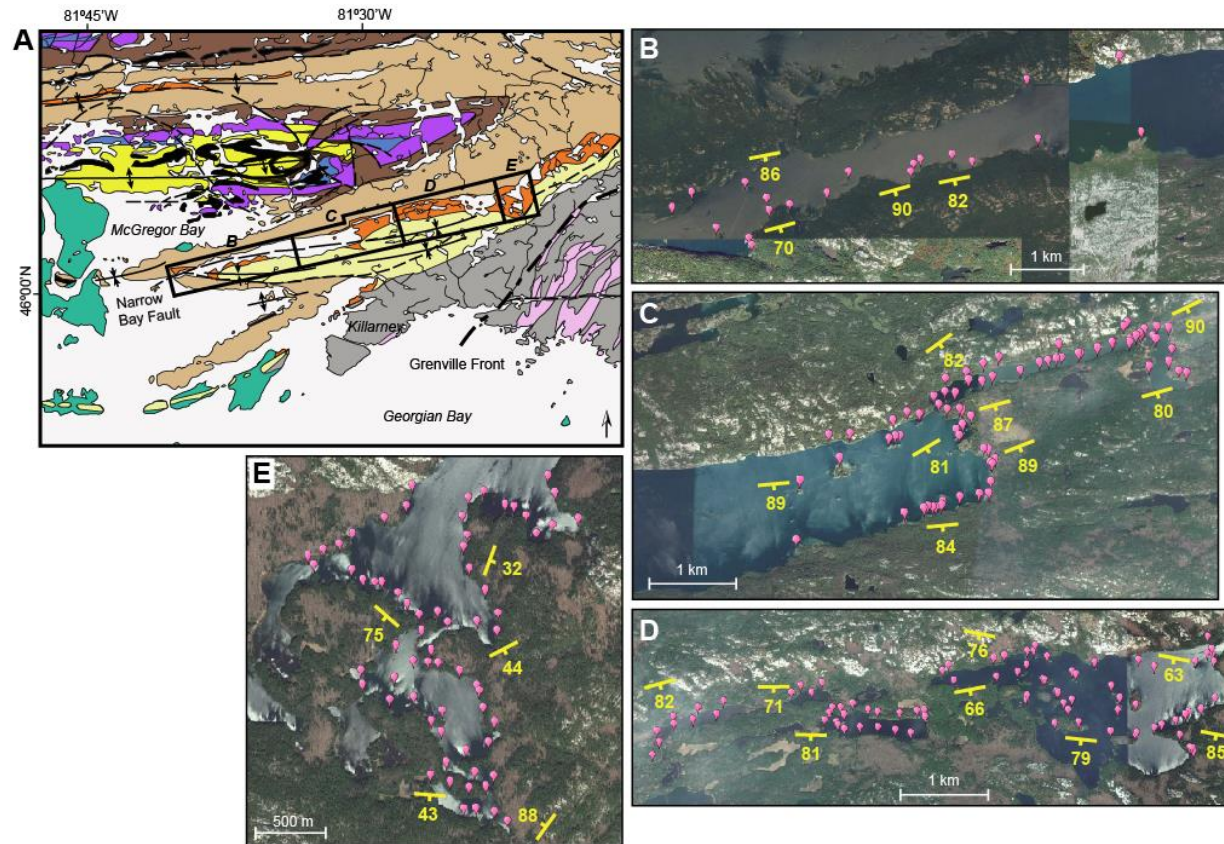 81°45'W
81°30'W
A
E
D
C
B
McGregor Bay
46°00'N
Narrow
Bay Fault
Killarney
Grenville Front
Georgian Bay
B
86
90
82
70
1 km
C
90
82
80
87
81
89
89
84
1 km
E
32
75
44
43
88
500 m
D
76
63
82
71
66
81
79
85
1 km